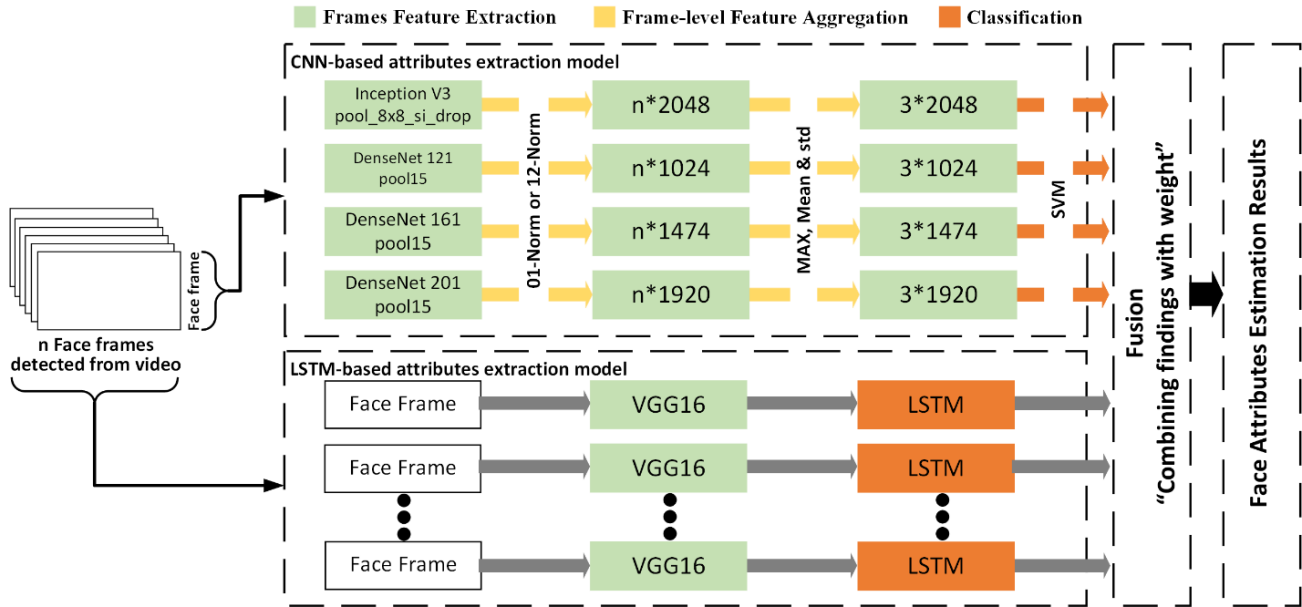 Frames Feature Extraction
Frame-level Feature Aggregation
Classification
CNN-based attributes extraction model
Inception V3
pool_8x8_si_drop
n*2048
3*2048
DenseNet 121
pool15
n*1024
3*1024
DenseNet 161
pool15
n*1474
3*1474
DenseNet 201
pool15
n*1920
3*1920
01-Norm or 12-Norm
MAX, Mean & std
SVM
Face frame
n Face frames
detected from video
LSTM-based attributes extraction model
Face Frame
VGG16
LSTM
Face Frame
VGG16
LSTM
Face Frame
VGG16
LSTM
Fusion
“Combining findings with weight”
Face Attributes Estimation Results